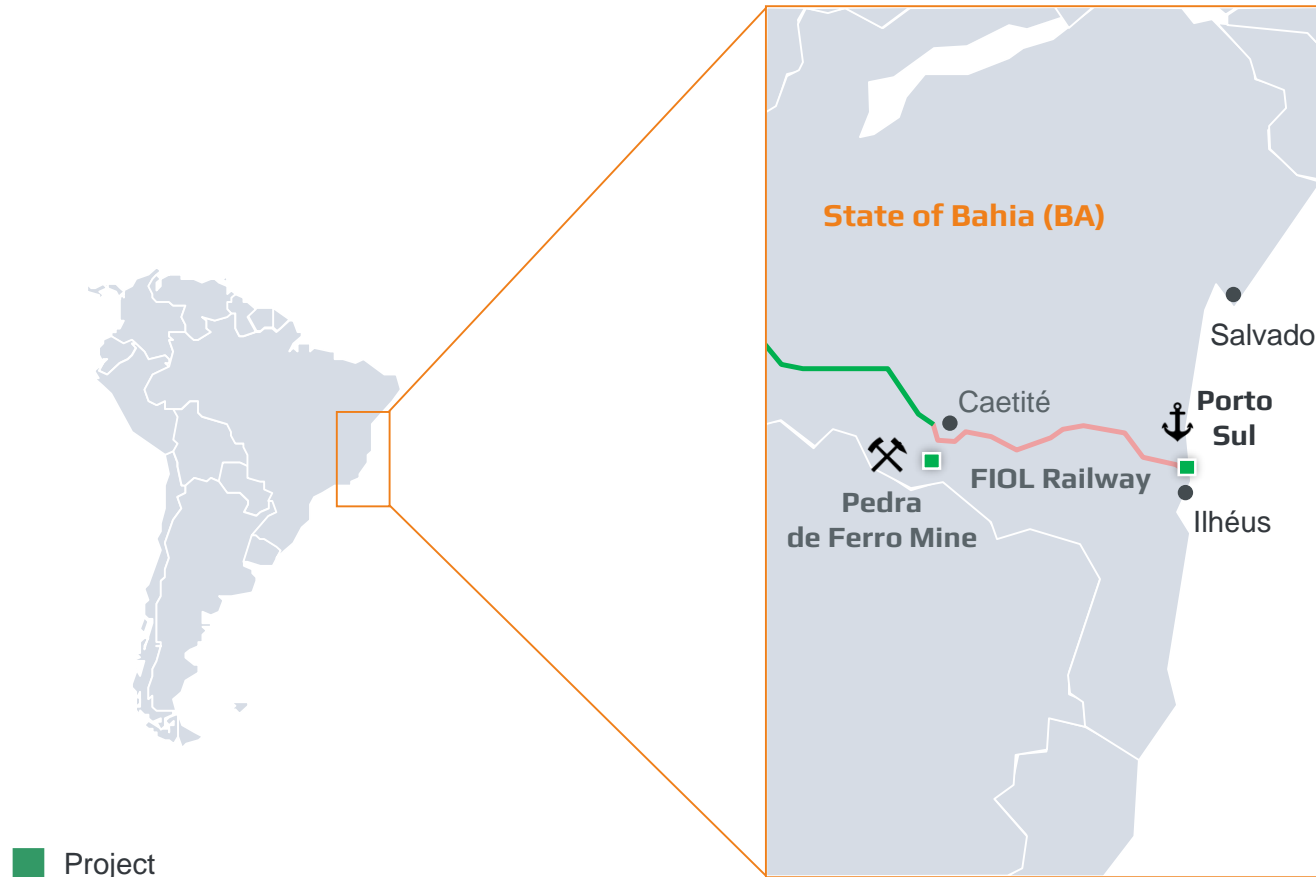 State of Bahia (BA)
Salvado
Caetité
Porto
Sul
FIOL Railway
Pedra
de Ferro Mine
Ilhéus
Project